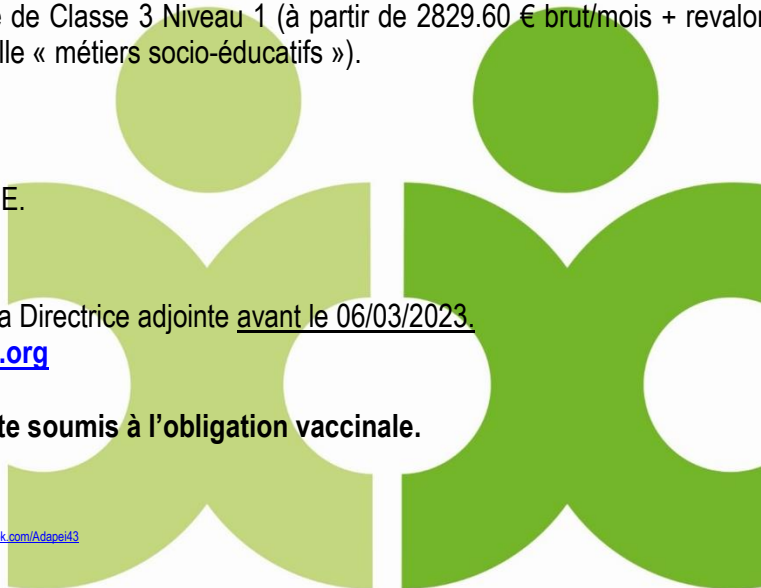 de Classe 3 Niveau 1 (à partir de 2829.60 € brut/mois + revalor
lle « métiers socio-éducatifs »).
E.
a Directrice adjointe avant le 06/03/2023.
.org
te soumis à l’obligation vaccinale.
k.com/Adapei43